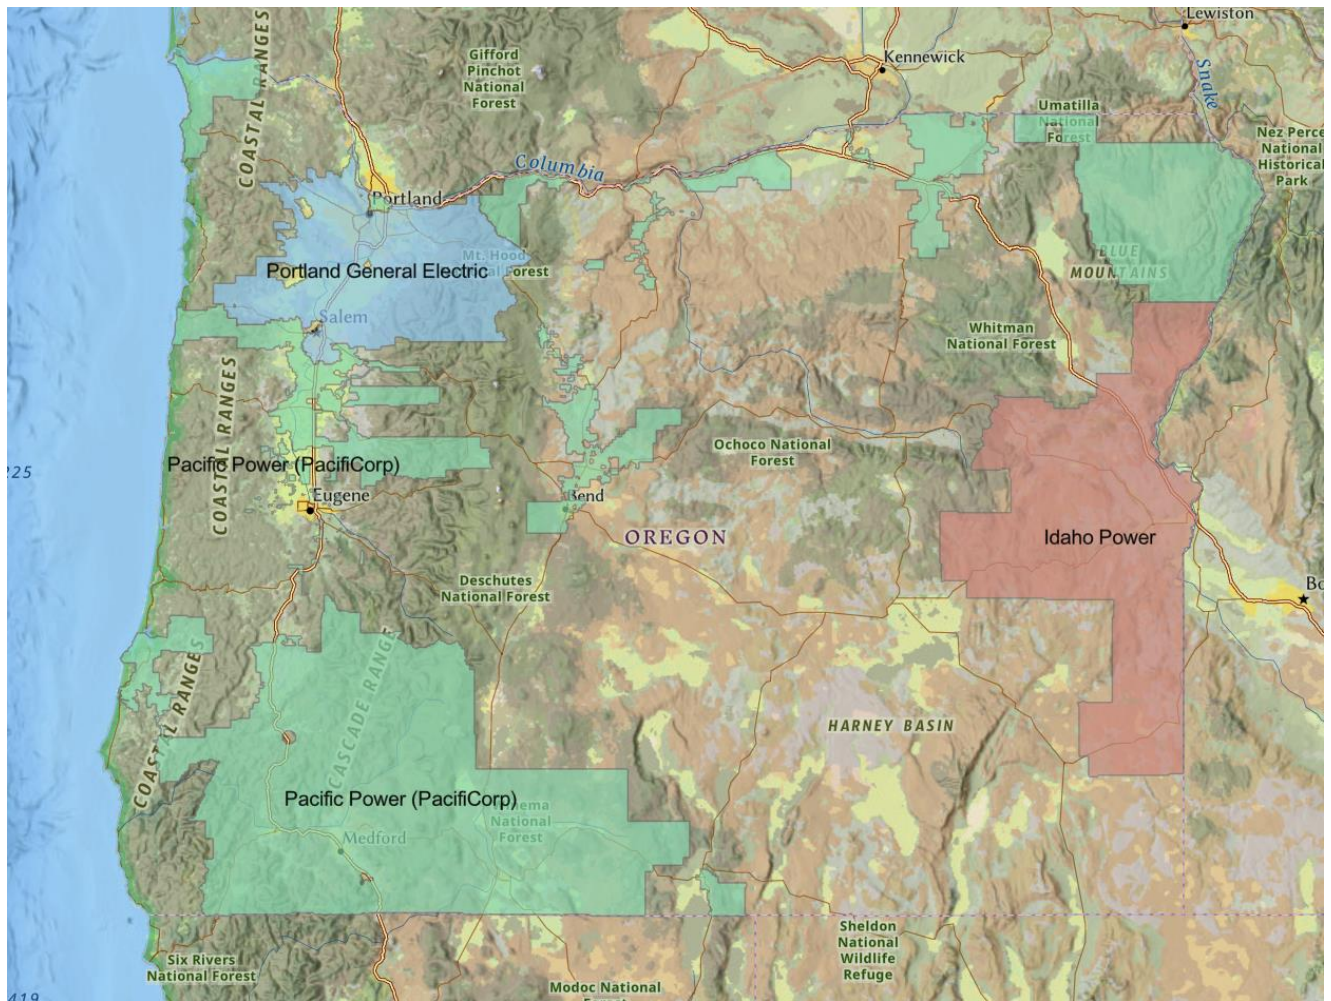 Lewiston
Gifford
Pinchot
National
Forest
Kennewick
Snake
COASTAL RANGES
Umatilla
National
Forest
Nez Perce
National
Historical
Park
Columbia
Portland
Mt. Hood
Forest
Portland General Electric
BLUE
MOUNTAINS
Salem
Whitman
National Forest
COASTAL RANGES
Ochoco National
Forest
Pacific Power (PacifiCorp)
225
Eugene
Bend
OREGON
Idaho Power
Deschutes
National Forest
Bo
COASTAL RANGES
CASCADE RANGE
HARNEY BASIN
Pacific Power (PacifiCorp)
National
Forest
Medford
Sheldon
National
Wildlife
Refuge
Six Rivers
National Forest
Modoc National
419